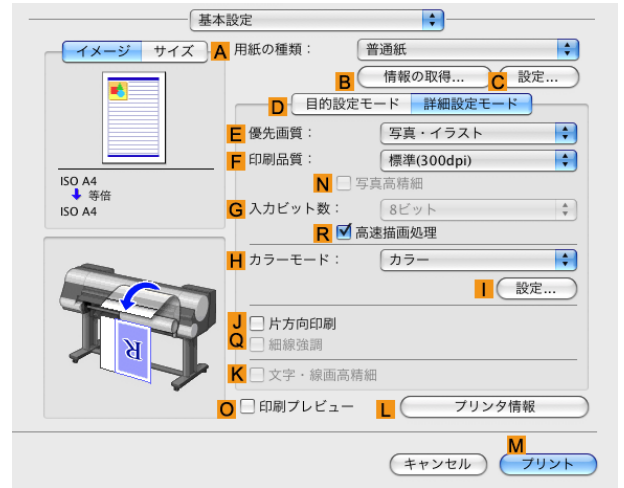 基本設定
イメージ サイズ A 用紙の種類： 普通紙
B 情報の取得... C 設定...
D 目的設定モード 詳細設定モード
E 優先画質： 写真・イラスト
F 印刷品質： 標準(300dpi)
N 写真高精細
ISO A4
等倍
ISO A4
G 入力ビット数： 8ビット
R 高速描画処理
H カラーモード： カラー
I 設定...
J 片方向印刷
Q 細線強調
K 文字・線画高精細
R
O 印刷プレビュー L プリンタ情報
M
キャンセル プリント